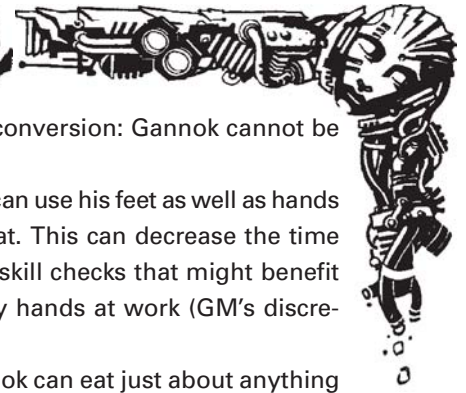 conversion: Gannok cannot be
can use his feet as well as hands
at. This can decrease the time
skill checks that might benefit
y hands at work (GM's discre-
ok can eat just about anything